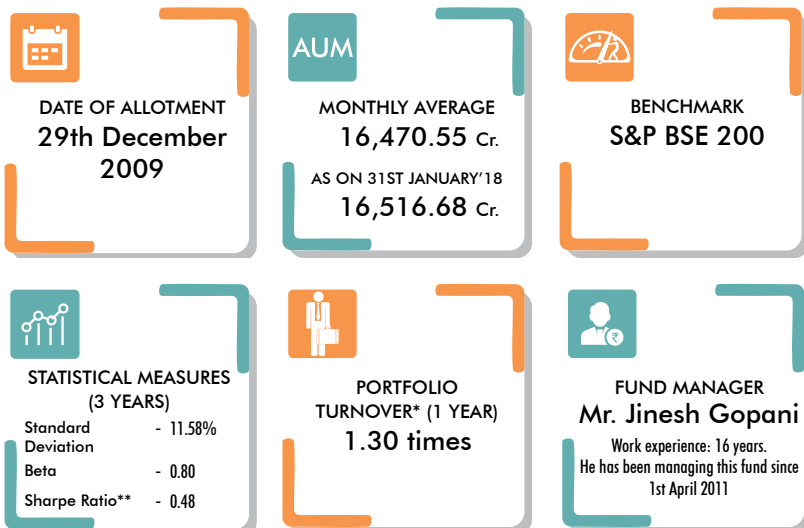 DATE OF ALLOTMENT
29th December
2009
AUM
MONTHLY AVERAGE
16,470.55 Cr.
AS ON 31ST JANUARY'18
16,516.68 Cr.
BENCHMARK
S&P BSE 200
STATISTICAL MEASURES
(3 YEARS)
Standard Deviation - 11.58%
Beta - 0.80
Sharpe Ratio** - 0.48
PORTFOLIO
TURNOVER* (1 YEAR)
1.30 times
₹
FUND MANAGER
Mr. Jinesh Gopani
Work experience: 16 years.
He has been managing this fund since
1st April 2011